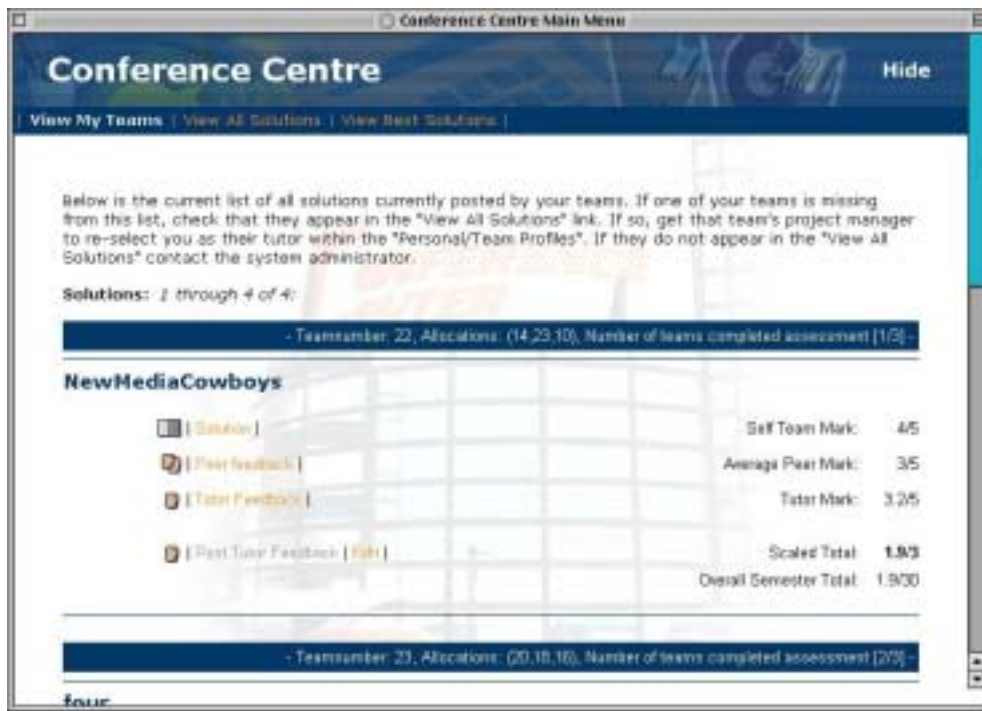 Conference Centre Main Menu
Conference Centre
Hide
| View My Teams | View All Solutions | View Best Solutions |
Below is the current list of all solutions currently posted by your teams. If one of your teams is missing
from this list, check that they appear in the "View All Solutions" link. If so, get that team's project manager
to re-select you as their tutor within the "Personal/Team Profiles". If they do not appear in the "View All
Solutions" contact the system administrator.
Solutions: 1 through 4 of 4:
- Teamnumber: 22, Allocations: (14,23,10), Number of teams completed assessment [1/3] -
NewMediaCowboys
| Solution | Self Team Mark: 4/5
| Peer feedback | Average Peer Mark: 3/5
| Tutor Feedback | Tutor Mark: 3.2/5
| Post Tutor Feedback | Edit | Scaled Total: 1.9/3
Overall Semester Total: 1.9/30
- Teamnumber: 23, Allocations: (20,18,16), Number of teams completed assessment [2/3] -
four